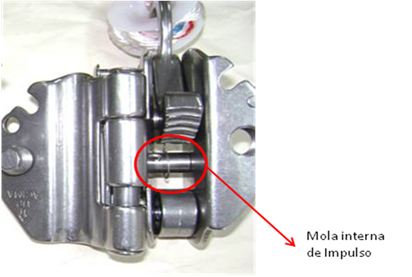 Mola interna
de Impulso